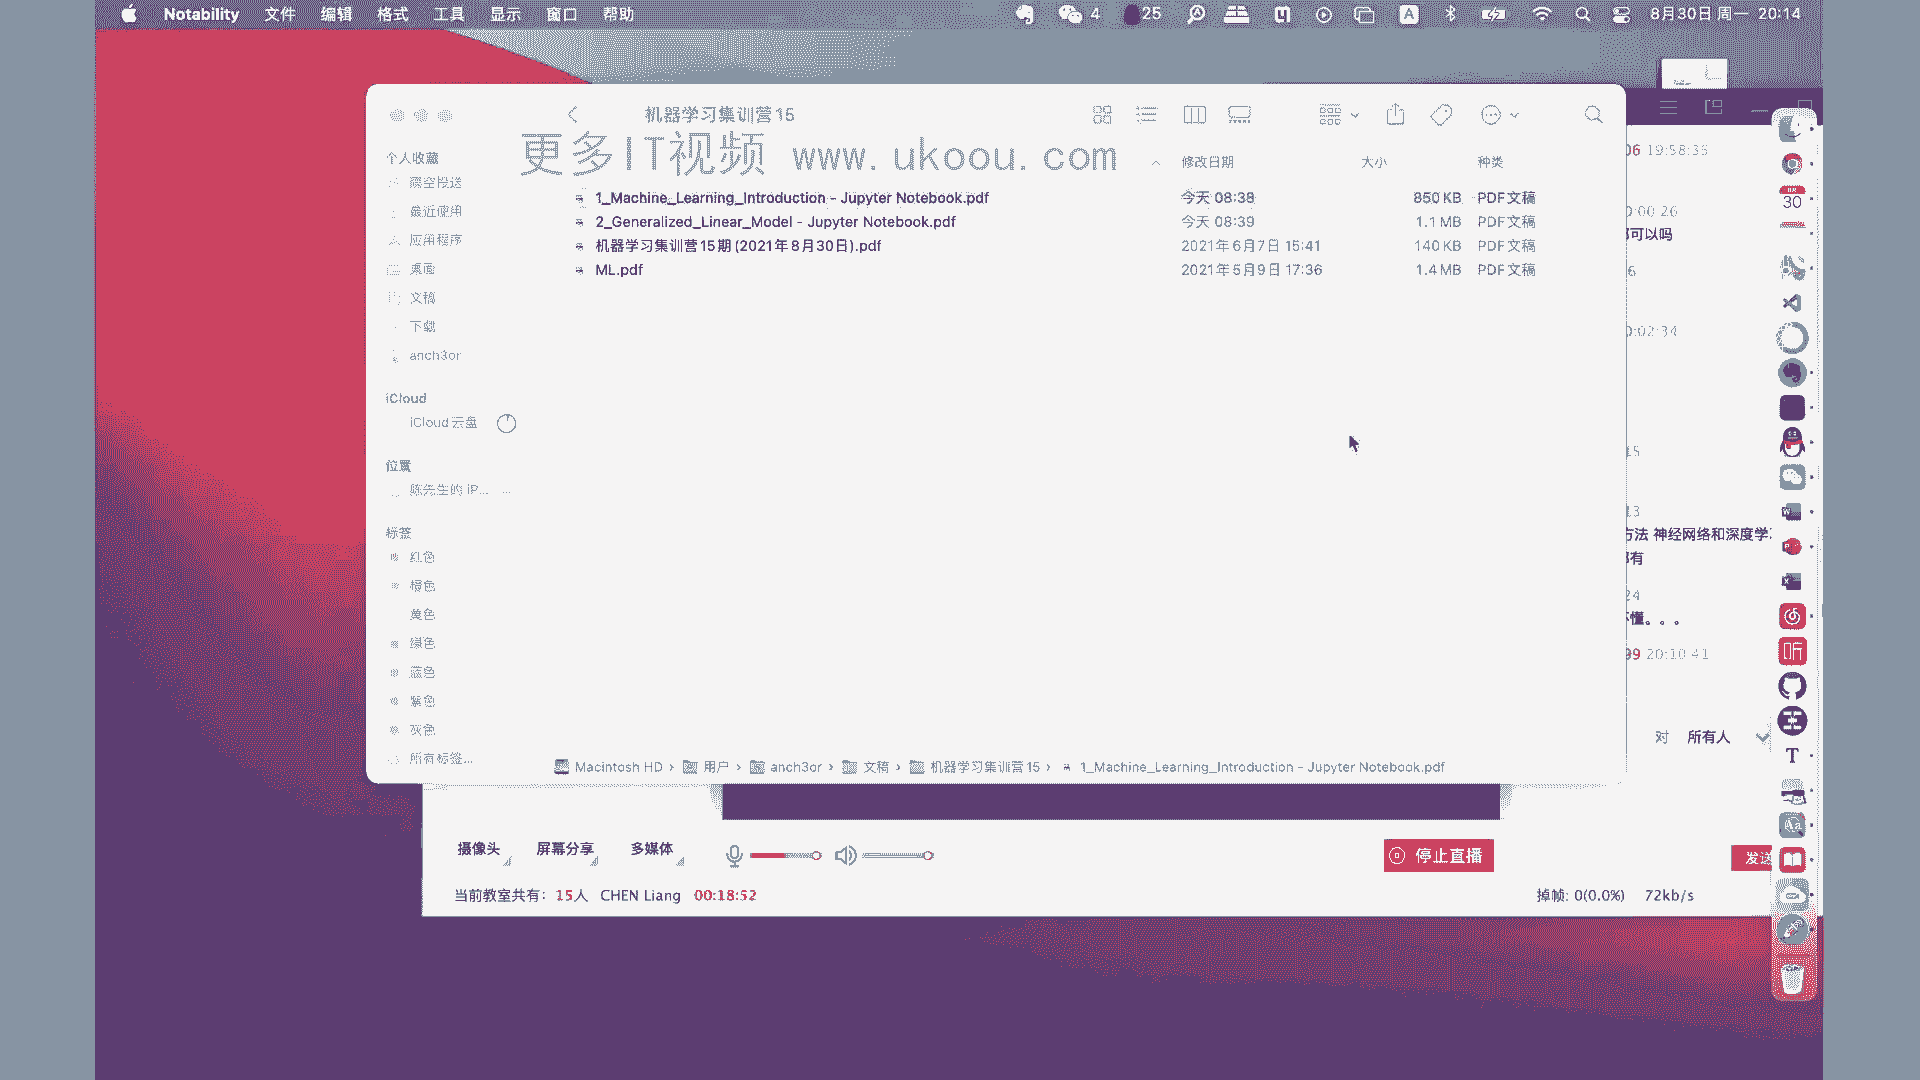 Notability 文件 编辑 格式 工具 显示 窗口 帮助 4 25 A 8月30日 周一 20:14
机器学习集训营15
更多IT视频 www.ukoou.com
修改日期 大小 种类
1_Machine_Learning_Introduction - Jupyter Notebook.pdf 今天 08:38 850 KB PDF文稿
2_Generalized_Linear_Model - Jupyter Notebook.pdf 今天 08:39 1.1 MB PDF文稿
机器学习集训营15期 (2021年8月30日).pdf 2021年6月7日 15:41 140 KB PDF文稿
ML.pdf 2021年5月9日 17:36 1.4 MB PDF文稿
个人收藏
隔空投送
最近使用
应用程序
桌面
文稿
下载
anch3or
iCloud
iCloud 云盘
位置
陈先生的 iP...
标签
红色
橙色
黄色
绿色
蓝色
紫色
灰色
所有标签...
Macintosh HD › 用户 › anch3or › 文稿 › 机器学习集训营15 › 1_Machine_Learning_Introduction - Jupyter Notebook.pdf
06 19:58:35
0:00:26
可以吗
6
0:02:34
15
13
方法 神经网络和深度学
都有
24
懂。。。
99 20:10:41
对 所有人
30
听
T
Aa
摄像头 屏幕分享 多媒体 停止直播 发送
当前教室共有: 15人 CHEN Liang 00:18:52 掉帧: 0(0.0%) 72kb/s